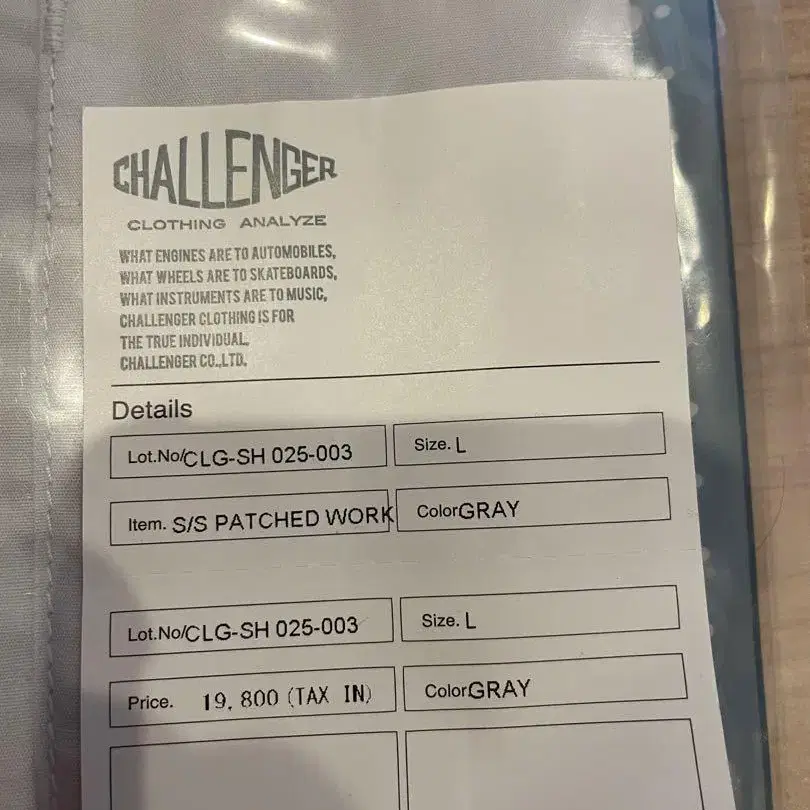 CHALLENGER
CLOTHING ANALYZE
WHAT ENGINES ARE TO AUTOMOBILES,
WHAT WHEELS ARE TO SKATEBOARDS,
WHAT INSTRUMENTS ARE TO MUSIC,
CHALLENGER CLOTHING IS FOR
THE TRUE INDIVIDUAL.
CHALLENGER CO.,LTD.
Details
Lot.No/CLG-SH 025-003 Size. L
Item. S/S PATCHED WORK ColorGRAY
Lot.No/CLG-SH 025-003 Size. L
Price. 19,800 (TAX IN) ColorGRAY